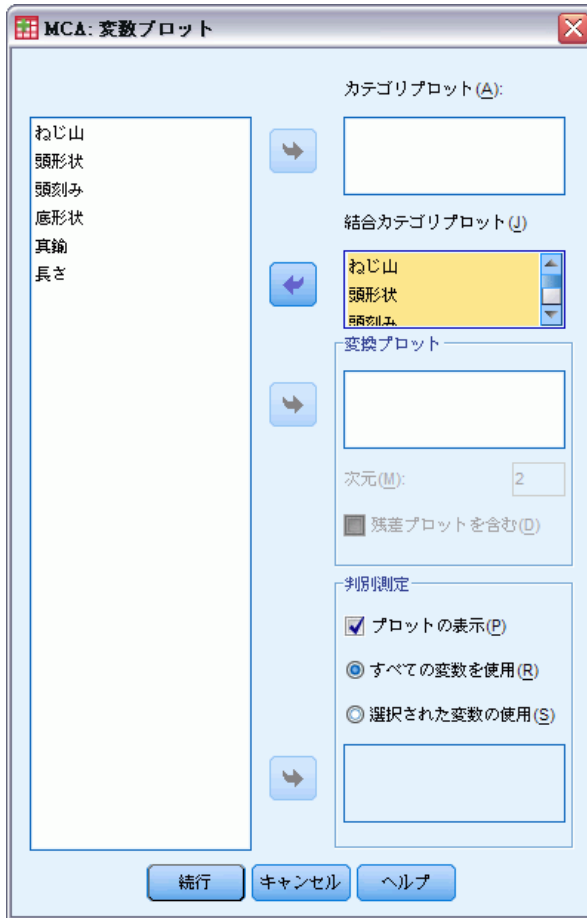 MCA: 変数プロット
ねじ山
頭形状
頭刻み
底形状
真鍮
長さ
カテゴリプロット(A):
結合カテゴリプロット(J)
ねじ山
頭形状
頭刻み
変換プロット
次元(M):
2
残差プロットを含む(D)
判別測定
プロットの表示(P)
すべての変数を使用(R)
選択された変数の使用(S)
続行
キャンセル
ヘルプ